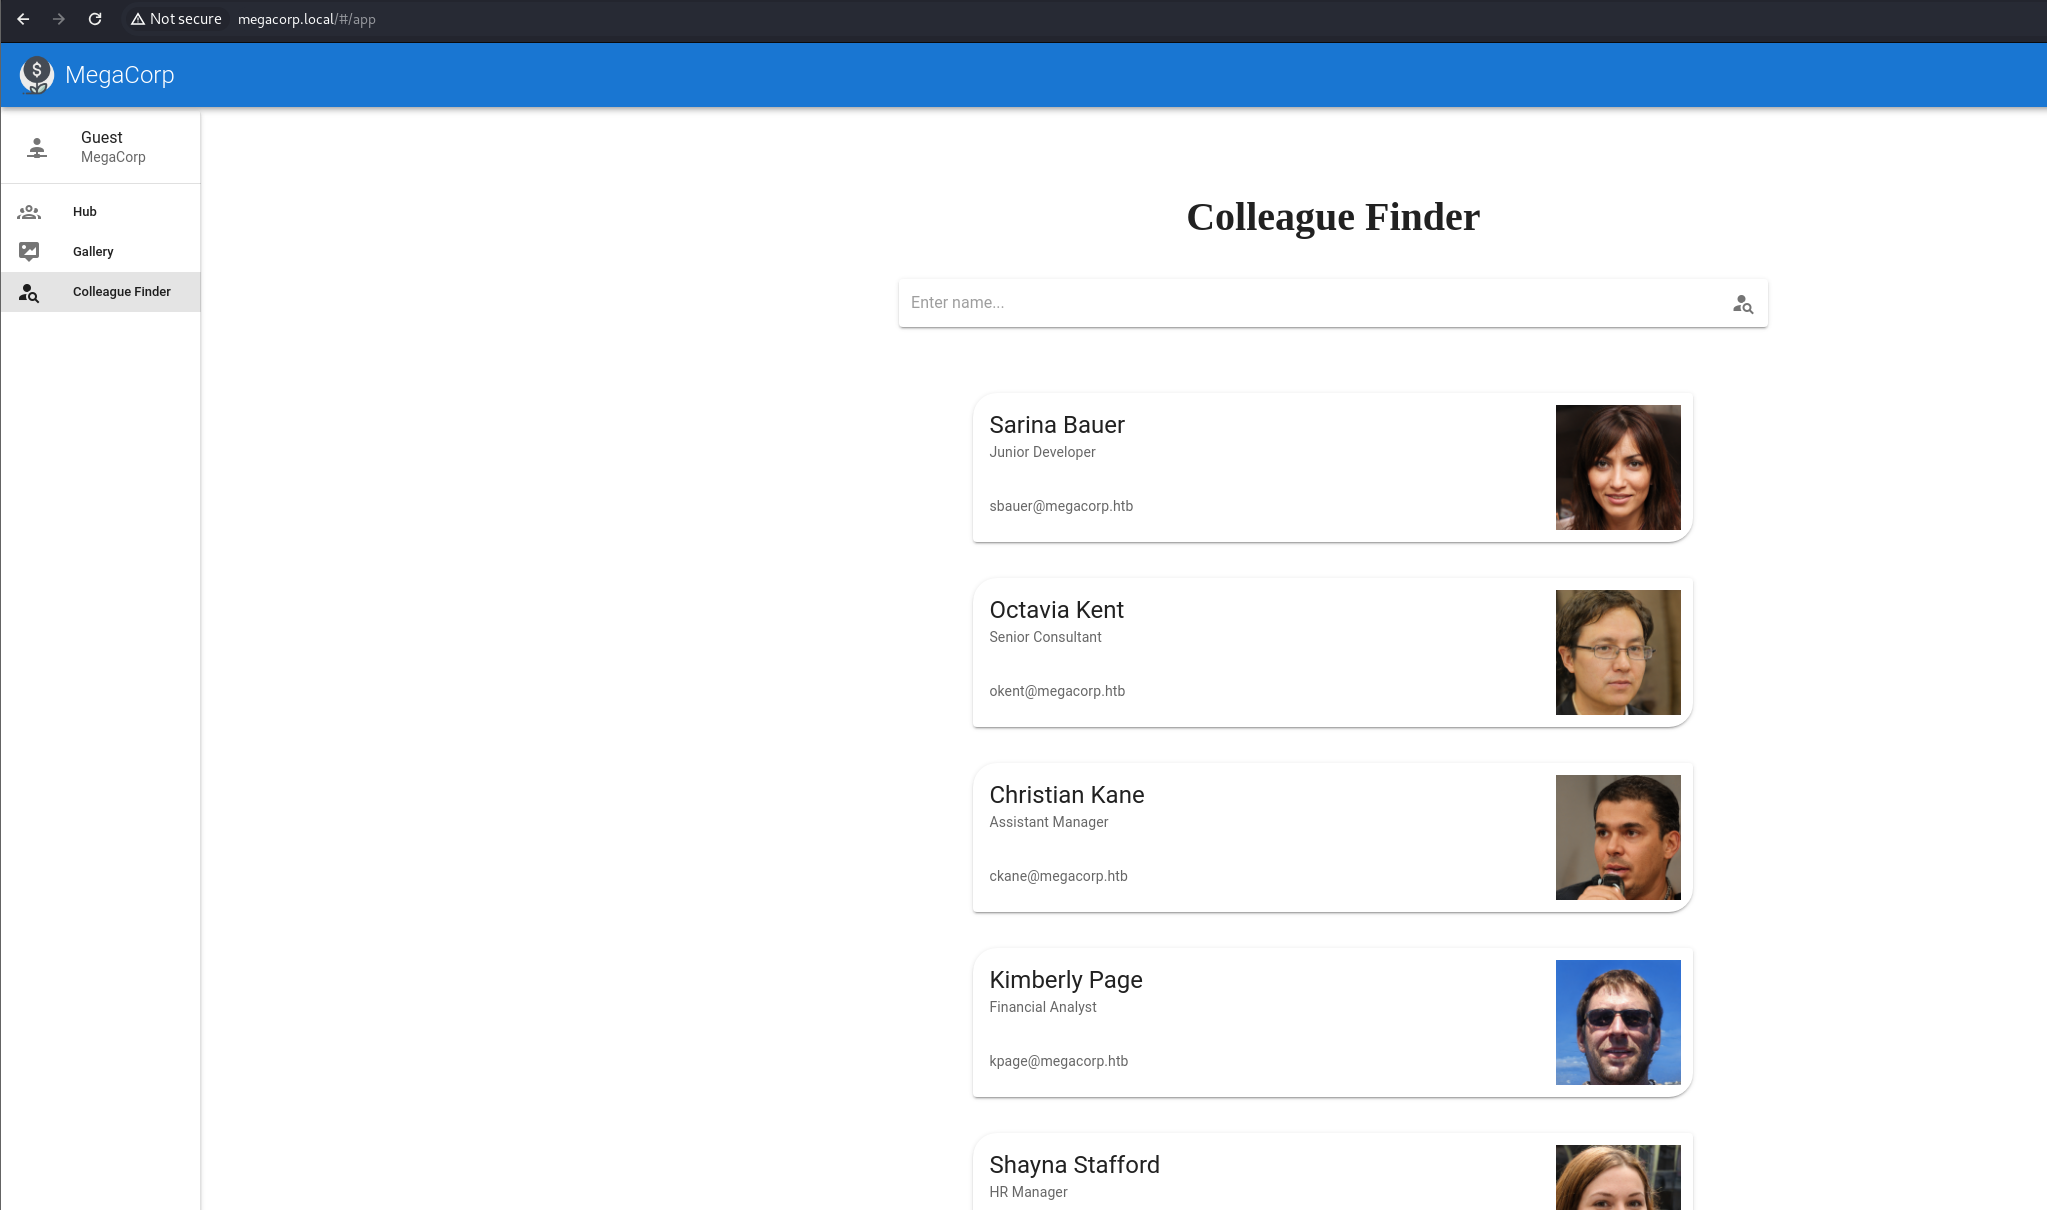 Not secure megacorp.local/#/app
$
MegaCorp
Guest
MegaCorp
Hub
Gallery
Colleague Finder
Colleague Finder
Enter name...
Sarina Bauer
Junior Developer
sbauer@megacorp.htb
Octavia Kent
Senior Consultant
okent@megacorp.htb
Christian Kane
Assistant Manager
ckane@megacorp.htb
Kimberly Page
Financial Analyst
kpage@megacorp.htb
Shayna Stafford
HR Manager